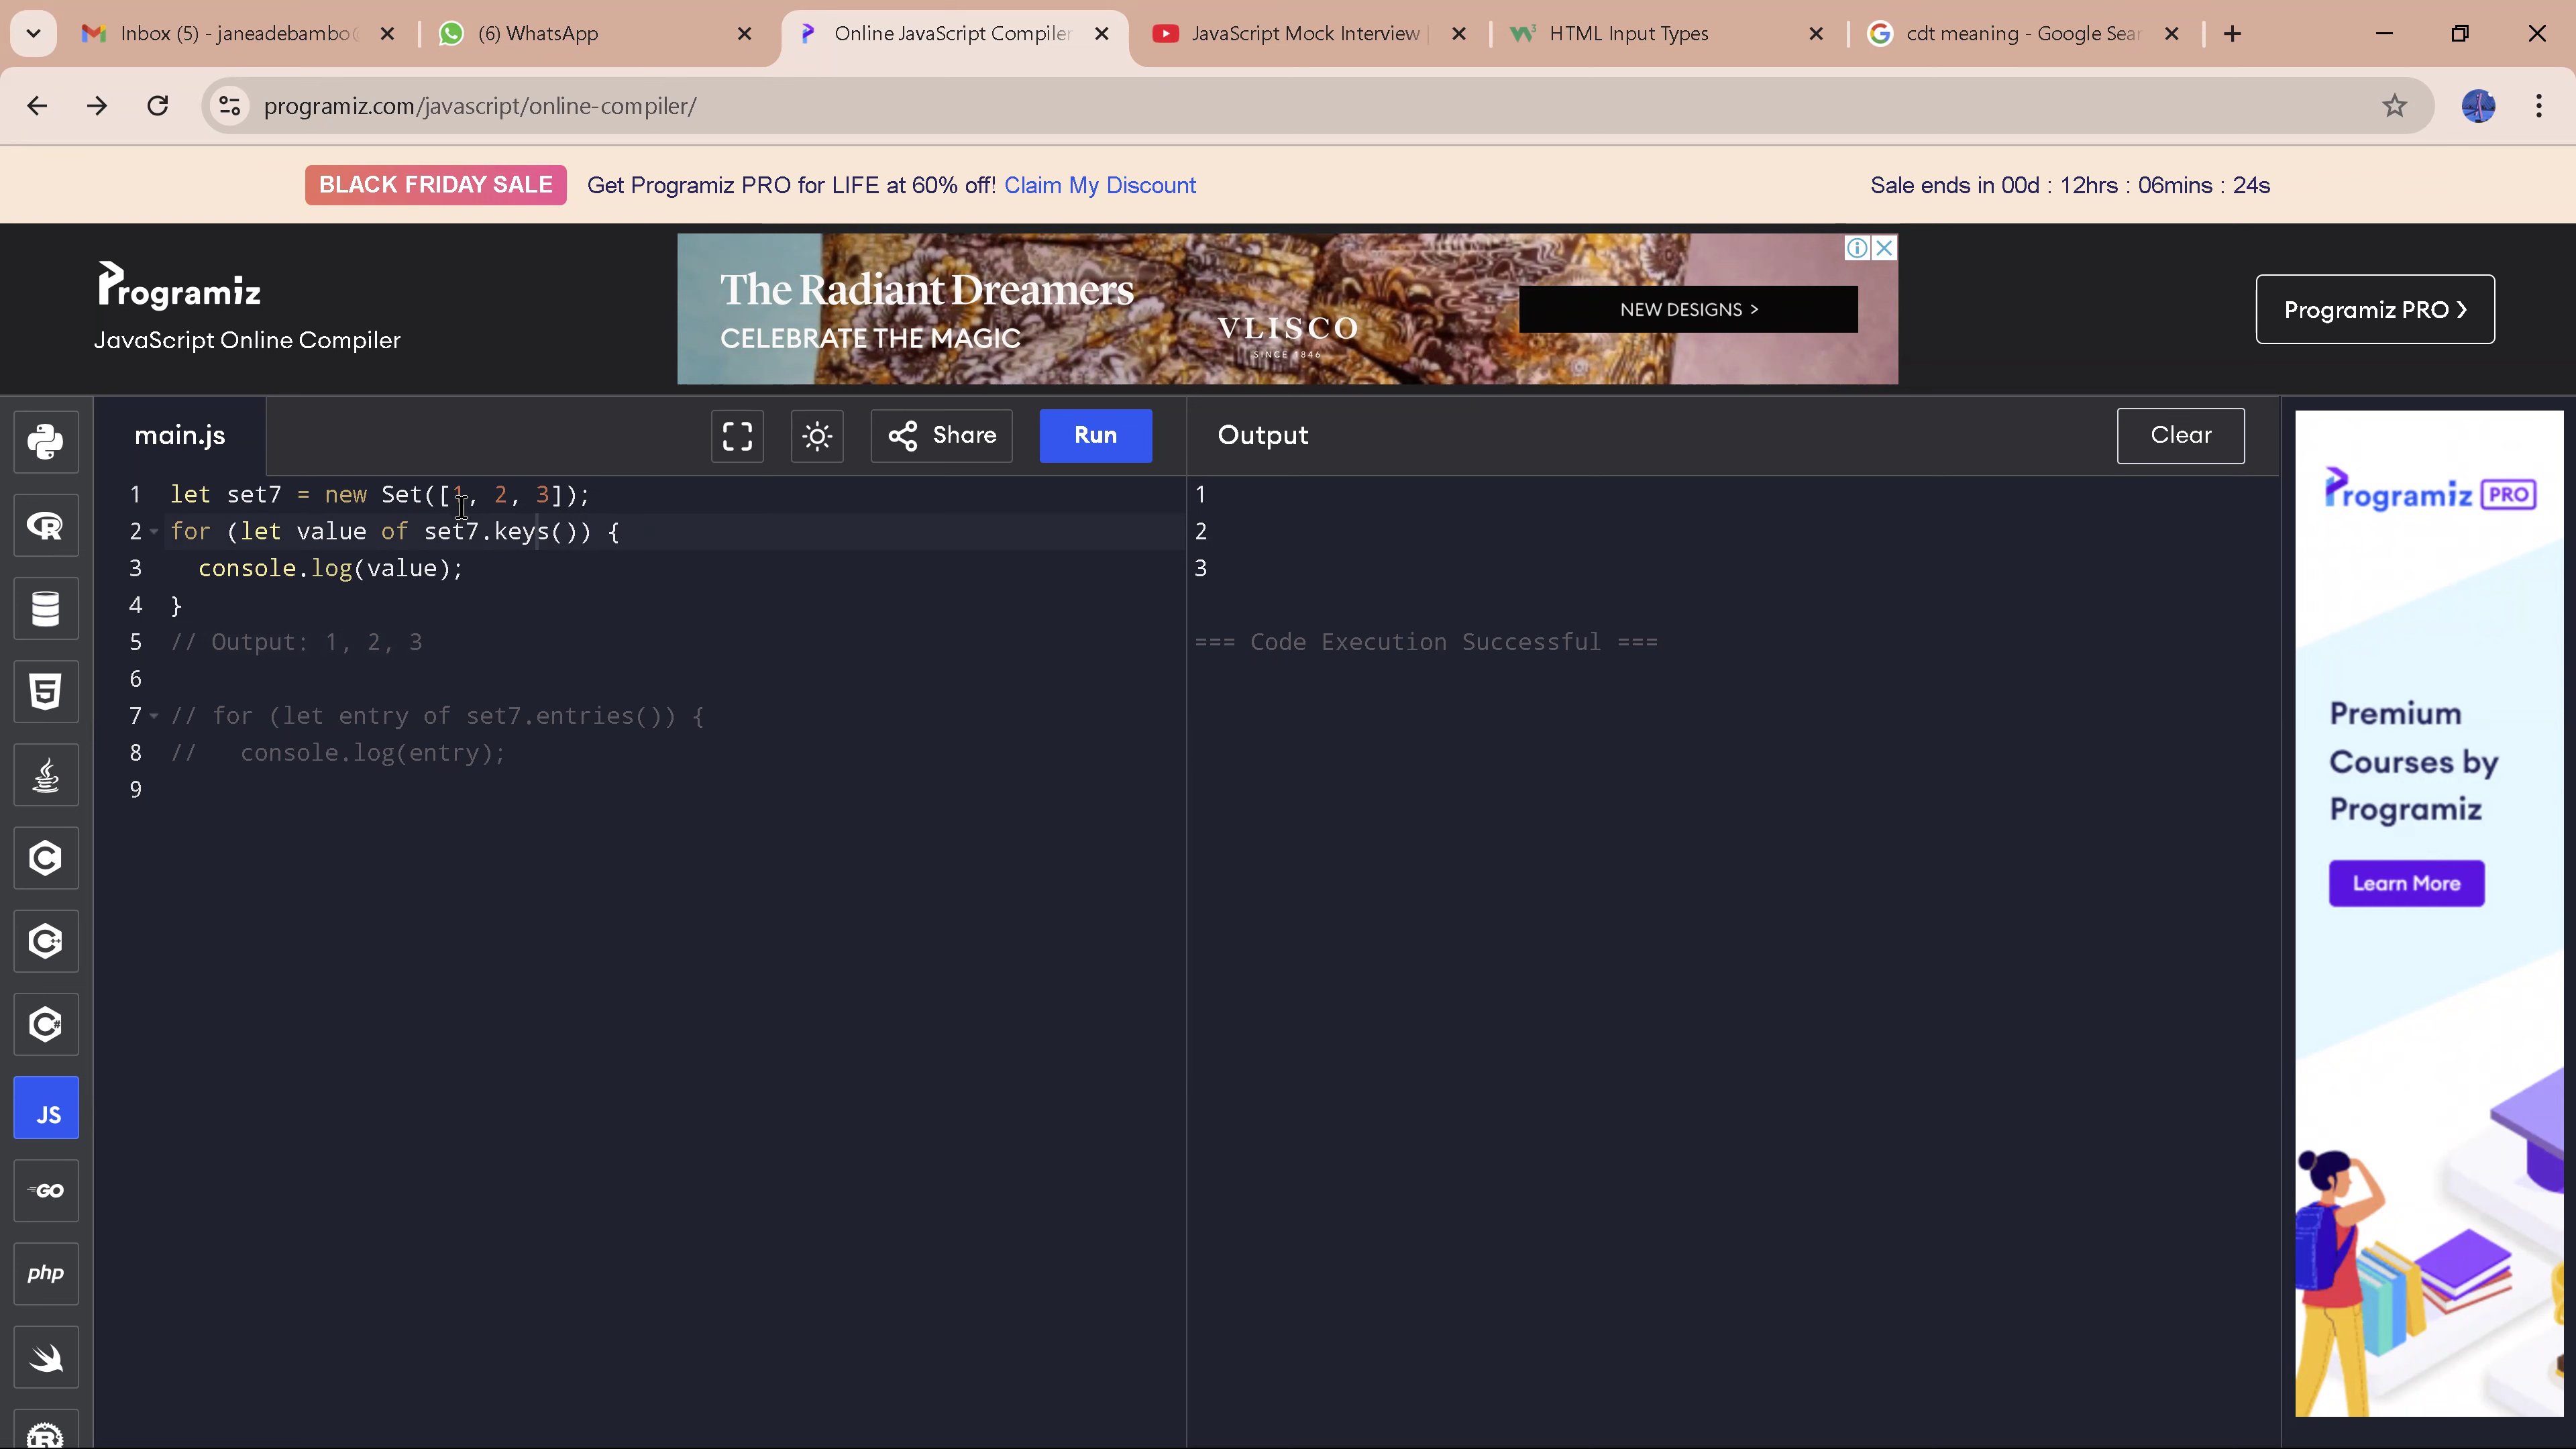 Inbox (5) - janeadebambo
(6) WhatsApp
Online JavaScript Compiler
JavaScript Mock Interview
HTML Input Types
cdt meaning - Google Sear
programiz.com/javascript/online-compiler/
BLACK FRIDAY SALE
Get Programiz PRO for LIFE at 60% off! Claim My Discount
Sale ends in 00d : 12hrs : 06mins : 24s
Programiz
JavaScript Online Compiler
The Radiant Dreamers
CELEBRATE THE MAGIC
VLISCO
SINCE 1846
NEW DESIGNS >
Programiz PRO >
main.js
Share
Run
Output
Clear
1 let set7 = new Set([1, 2, 3]);
2 for (let value of set7.keys()) {
3 console.log(value);
4 }
5 // Output: 1, 2, 3
6
7 // for (let entry of set7.entries()) {
8 // console.log(entry);
9
1
2
3
=== Code Execution Successful ===
Programiz PRO
Premium
Courses by
Programiz
Learn More
R
5
C
C++
C#
JS
GO
php
R